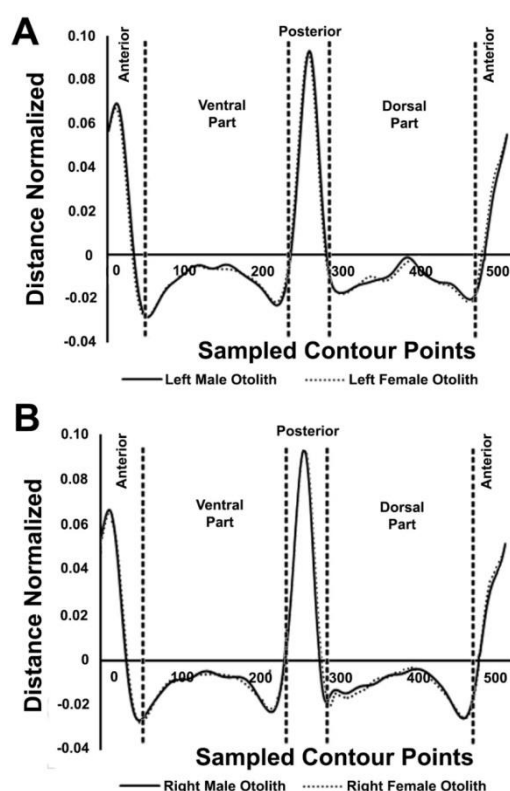 A
0.10
0.08
0.06
0.04
0.02
0
-0.02
-0.04
Distance Normalized
Anterior
Ventral
Part
Posterior
Dorsal
Part
Anterior
0 100 200 300 400 500
Sampled Contour Points
Left Male Otolith Left Female Otolith
B
0.10
0.08
0.06
0.04
0.02
0
-0.02
-0.04
Distance Normalized
Anterior
Ventral
Part
Posterior
Dorsal
Part
Anterior
0 100 200 300 400 500
Sampled Contour Points
Right Male Otolith Right Female Otolith